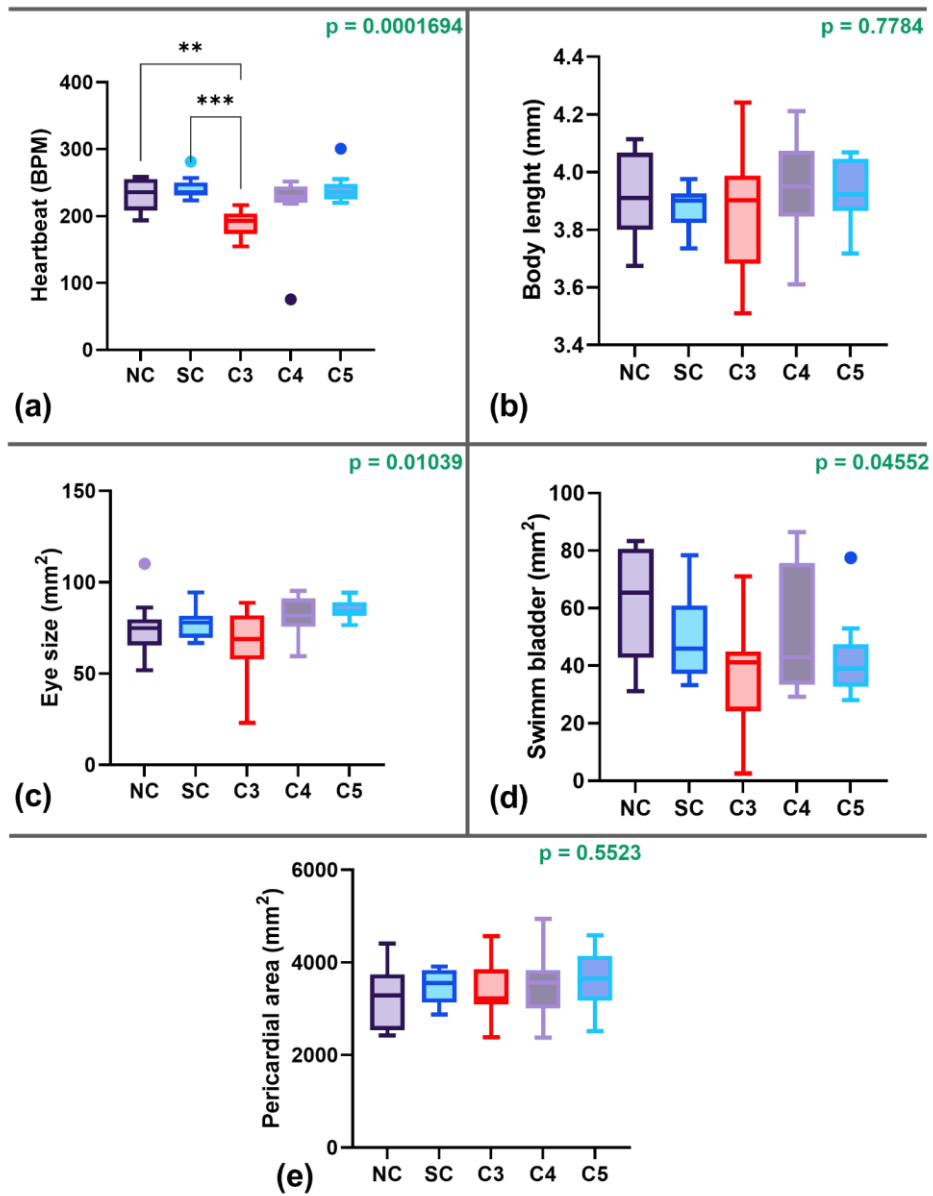 p = 0.0001694
**
***
Heartbeat (BPM)
400
300
200
100
0
NC SC C3 C4 C5
(a)
p = 0.7784
Body lenght (mm)
4.4
4.2
4.0
3.8
3.6
3.4
NC SC C3 C4 C5
(b)
p = 0.01039
Eye size (mm²)
150
100
50
0
NC SC C3 C4 C5
(c)
p = 0.04552
Swimm bladder (mm²)
100
80
60
40
20
0
NC SC C3 C4 C5
(d)
p = 0.5523
Pericardial area (mm²)
6000
4000
2000
0
NC SC C3 C4 C5
(e)